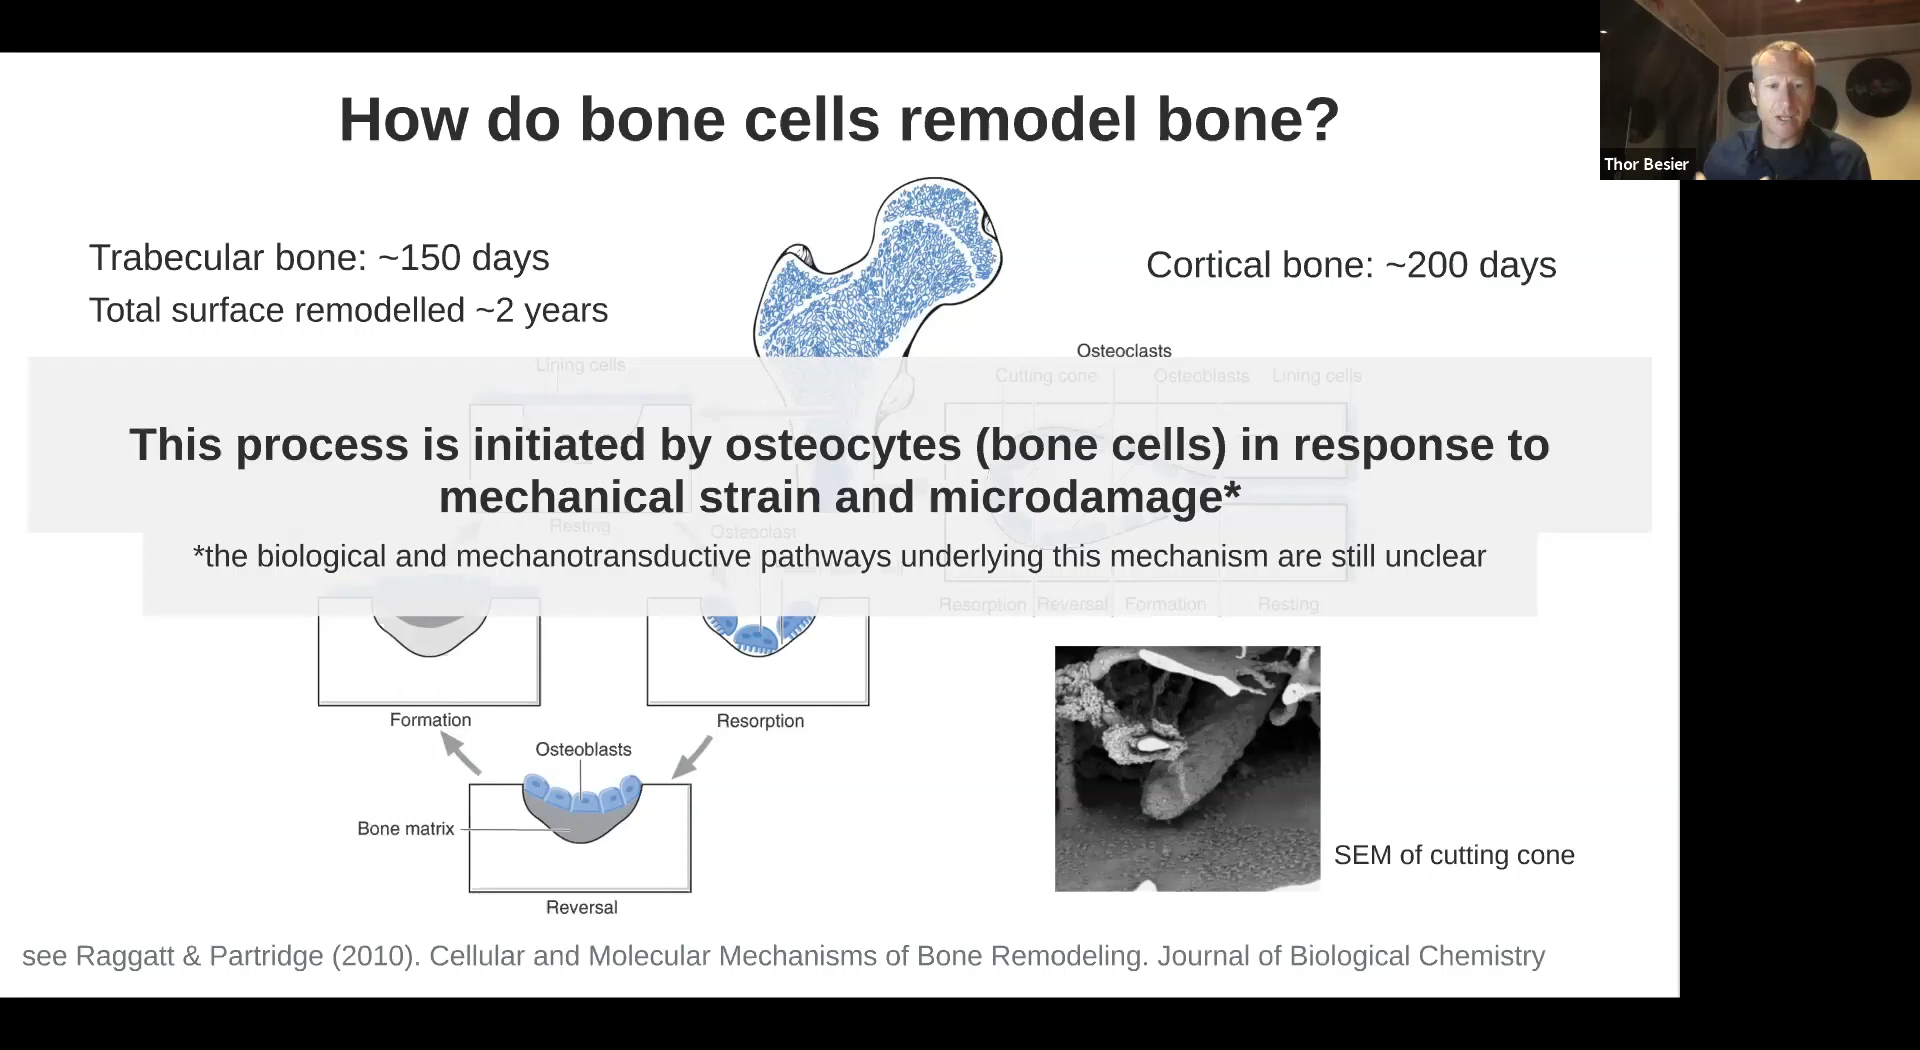 How do bone cells remodel bone?
Thor Besier
Trabecular bone: ~150 days
Total surface remodelled ~2 years
Cortical bone: ~200 days
Osteoclasts
Lining cells
Cutting cone
Osteoblasts
Lining cells
This process is initiated by osteocytes (bone cells) in response to
mechanical strain and microdamage*
Resting
Osteoclast
*the biological and mechanotransductive pathways underlying this mechanism are still unclear
Resorption
Reversal
Formation
Resting
Formation
Resorption
Osteoblasts
Bone matrix
Reversal
SEM of cutting cone
see Raggatt & Partridge (2010). Cellular and Molecular Mechanisms of Bone Remodeling. Journal of Biological Chemistry